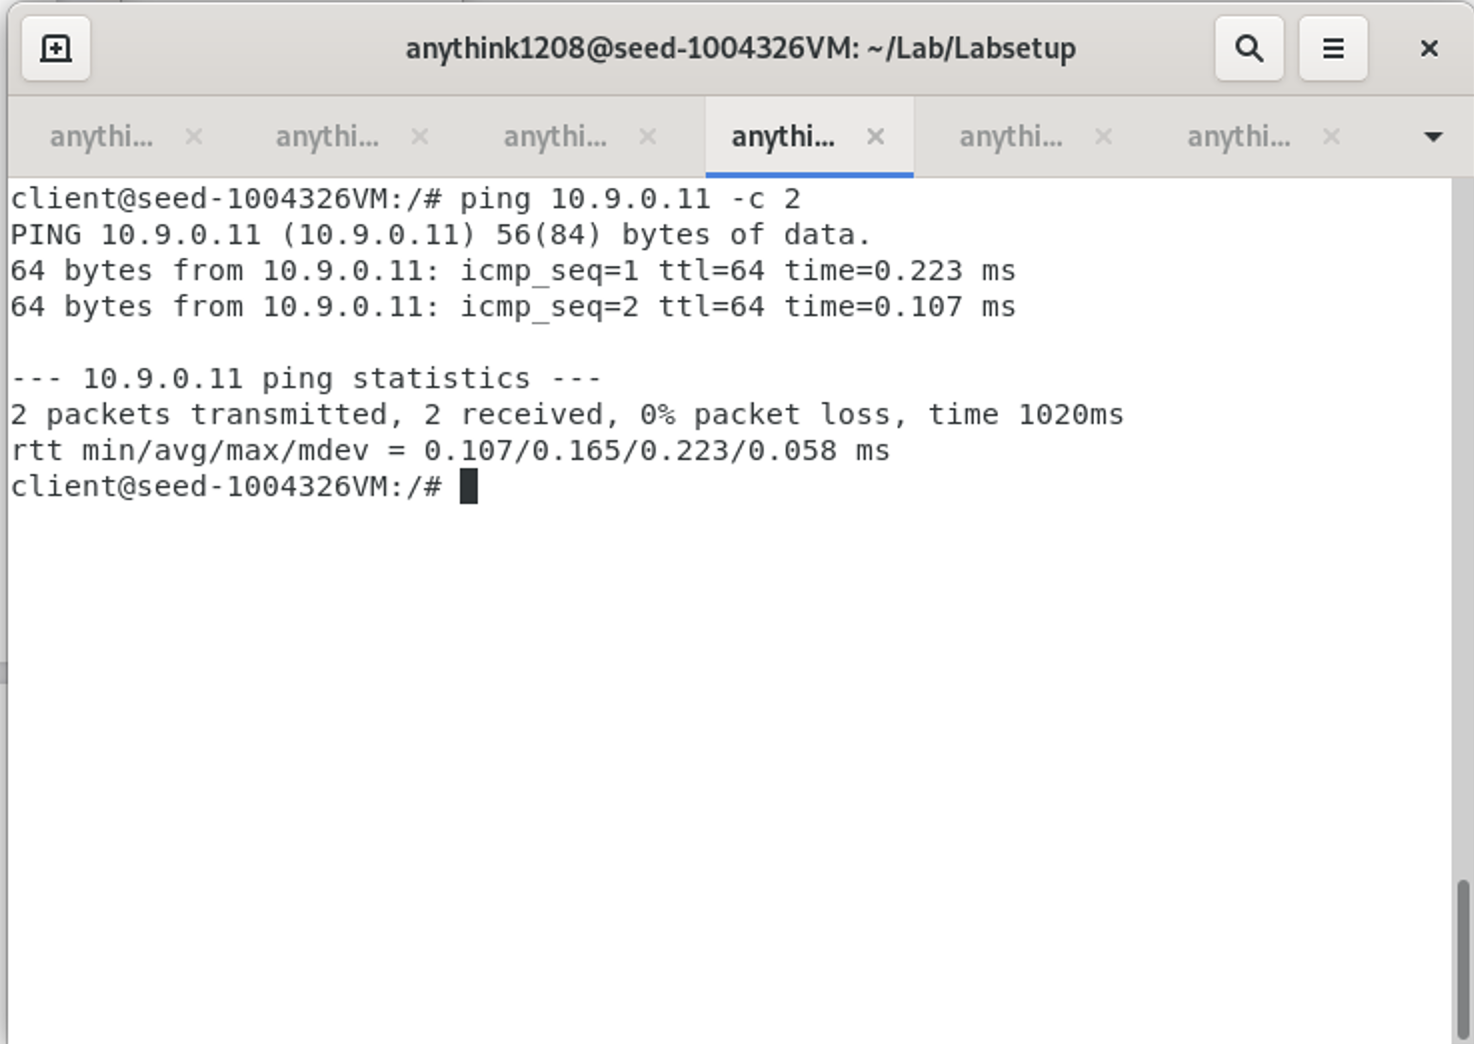 anythink1208@seed-1004326VM: ~/Lab/Labsetup
anythi... anythi... anythi... anythi... anythi... anythi...
client@seed-1004326VM:/# ping 10.9.0.11 -c 2
PING 10.9.0.11 (10.9.0.11) 56(84) bytes of data.
64 bytes from 10.9.0.11: icmp_seq=1 ttl=64 time=0.223 ms
64 bytes from 10.9.0.11: icmp_seq=2 ttl=64 time=0.107 ms
--- 10.9.0.11 ping statistics ---
2 packets transmitted, 2 received, 0% packet loss, time 1020ms
rtt min/avg/max/mdev = 0.107/0.165/0.223/0.058 ms
client@seed-1004326VM:/#